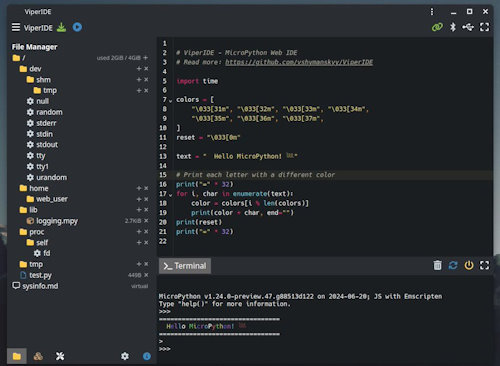 ViperIDE
ViperIDE
File Manager
/ used 2GiB / 4GiB
dev
shm
tmp
null
random
stderr
stdin
stdout
tty
tty1
urandom
home
web_user
lib
logging.mpy 2.7KB
proc
self
fd
tmp
test.py 449B
sysinfo.md virtual
1
2 # ViperIDE - MicroPython Web IDE
3 # Read more: https://github.com/vshymanskyy/ViperIDE
4
5 import time
6
7 colors = [
8 "\033[31m", "\033[32m", "\033[33m", "\033[34m",
9 "\033[35m", "\033[36m", "\033[37m",
10 ]
11 reset = "\033[0m"
12
13 text = " Hello MicroPython! "
14
15 # Print each letter with a different color
16 print("=" * 32)
17 for i, char in enumerate(text):
18 color = colors[i % len(colors)]
19 print(color + char, end="")
20 print(reset)
21 print("=" * 32)
22
Terminal
MicroPython v1.24.0-preview.47.g88513d122 on 2024-06-20; JS with Emscripten
Type "help()" for more information.
>>>
================================
Hello MicroPython!
================================
>
>>>